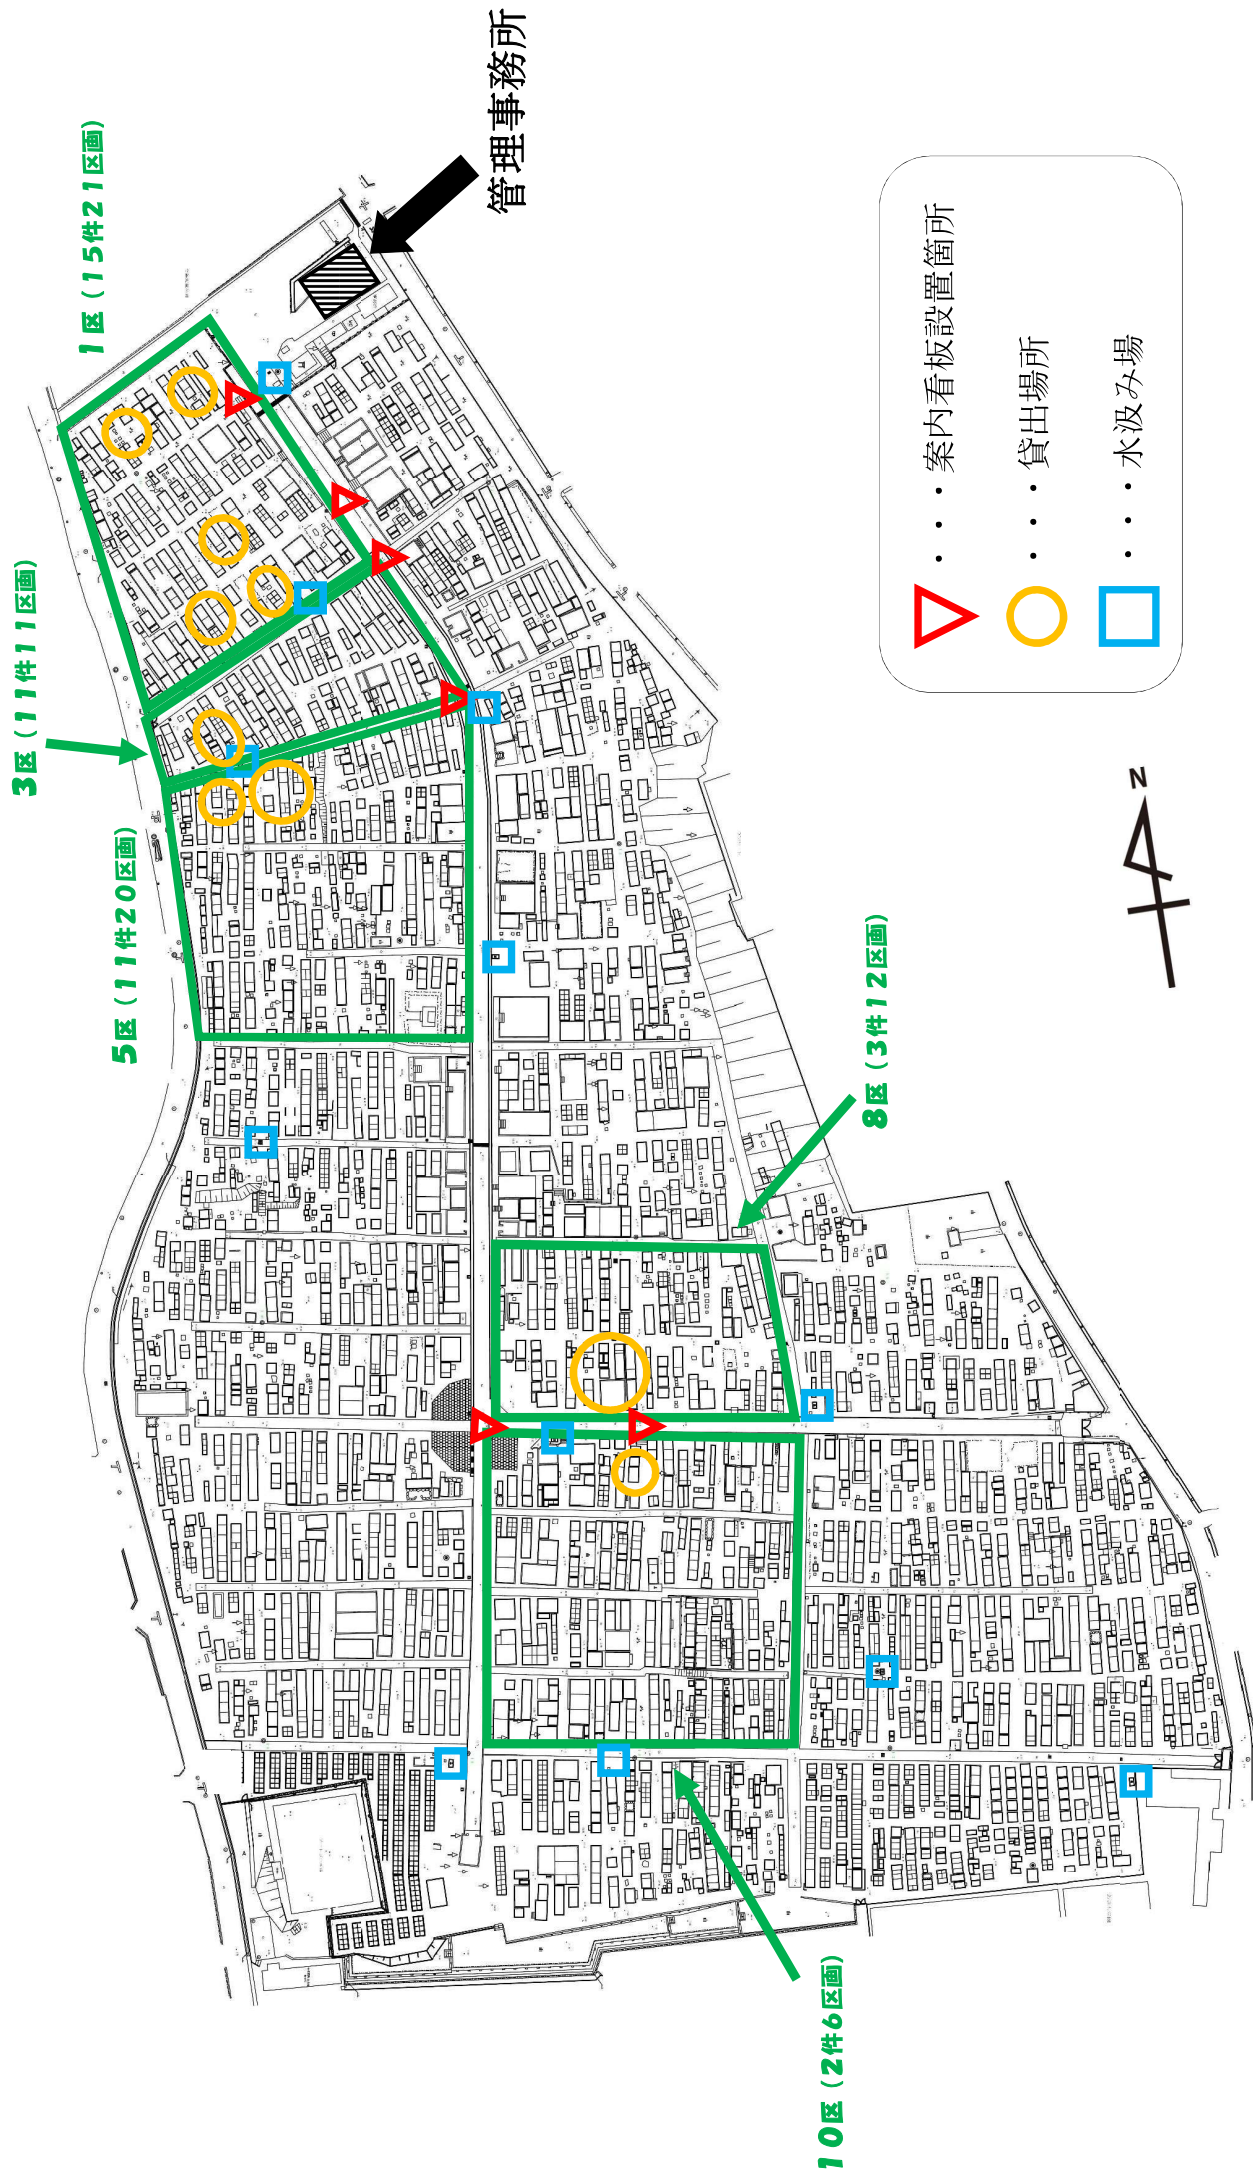 管理事務所
1区（15件21区画）
3区（11件11区画）
5区（11件20区画）
8区（3件12区画）
10区（2件6区画）
・・・案内看板設置箇所
・・・貸出場所
・・・水汲み場
N